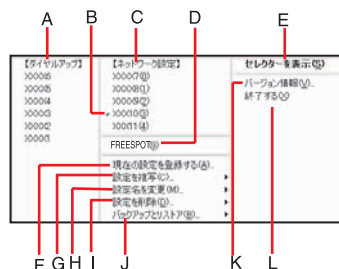 A
B
C
D
E
【ダイヤルアップ】
XXXX6
XXXX5
XXXX4
XXXX3
XXXX2
XXXX1
【ネットワーク設定】
XXXX7(0)
XXXX8(1)
XXXX9(2)
XXXX10(3)
XXXX11(4)
FREESPOT(9)
現在の設定を登録する(A)...
設定を複写(C)...
設定名を変更(M)...
設定を削除(D)...
バックアップとリストア(B)...
セレクターを表示(S)
バージョン情報(V)...
終了する(X)
F
G
H
I
J
K
L